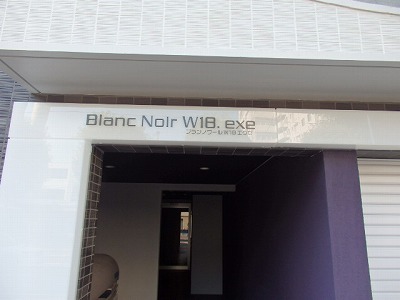 Blanc Noir W18. exe